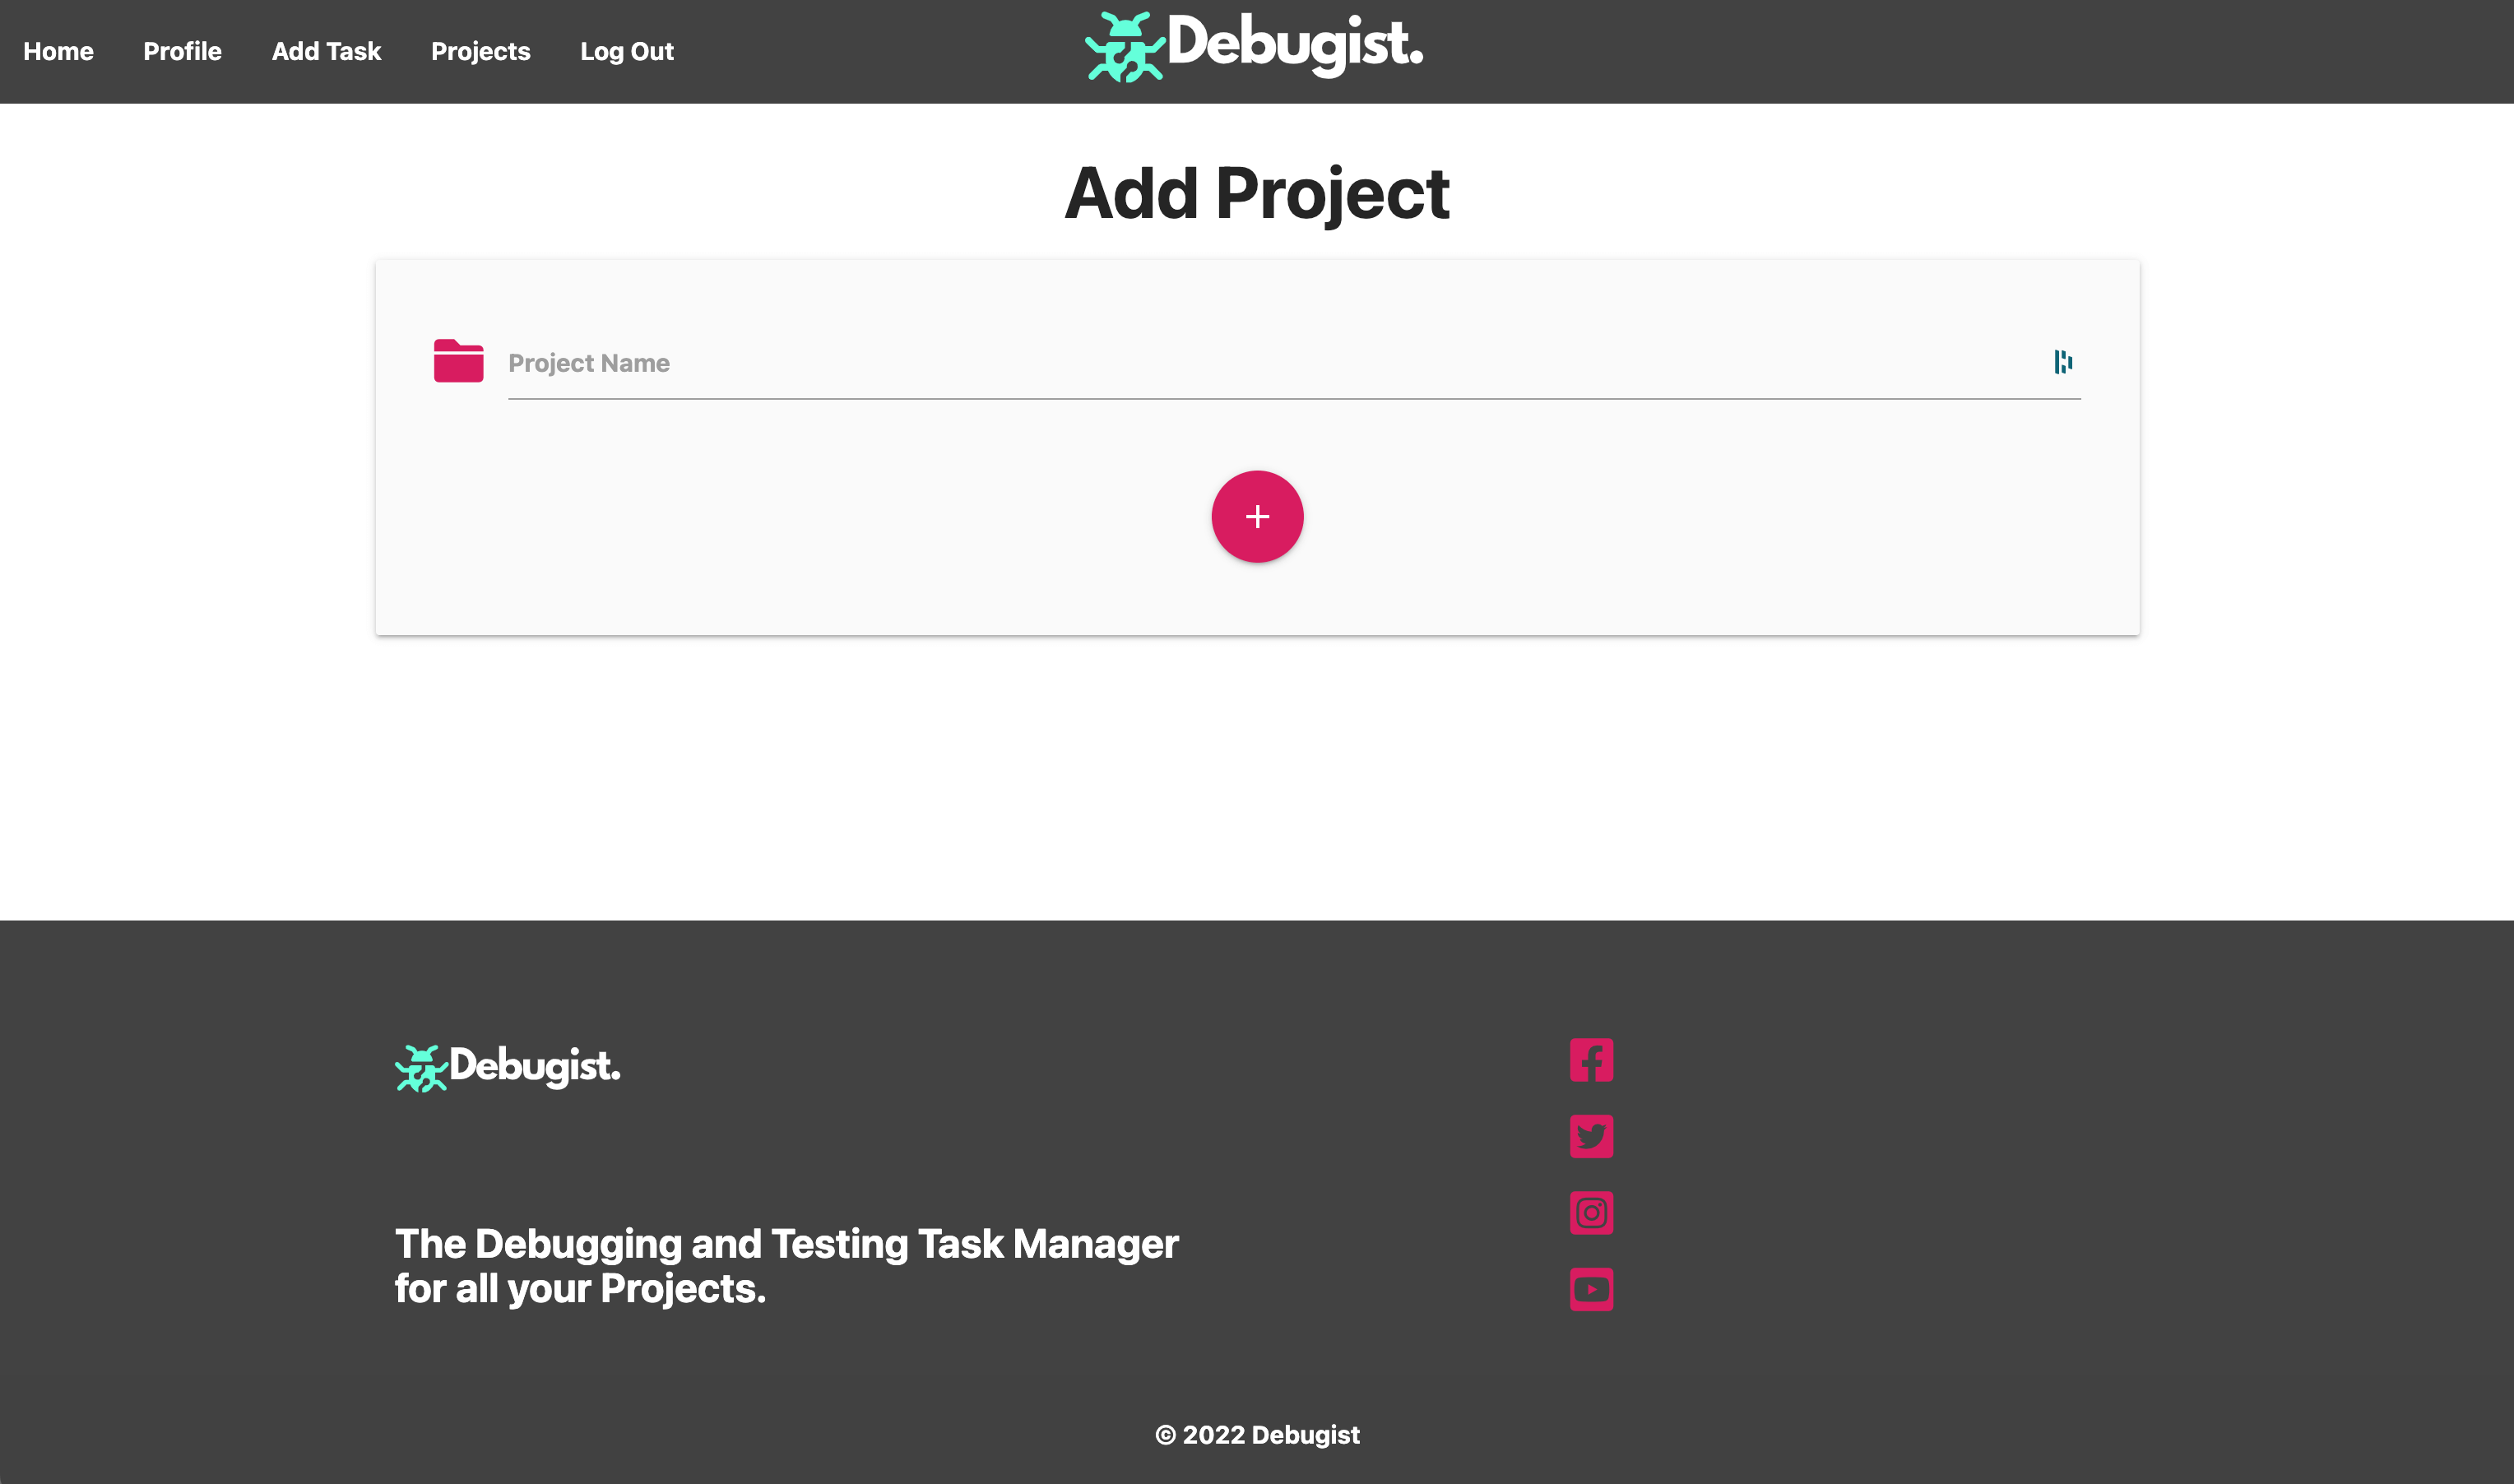 Home Profile Add Task Projects Log Out
Debugist.
Add Project
Project Name
Debugist.
The Debugging and Testing Task Manager
for all your Projects.
© 2022 Debugist